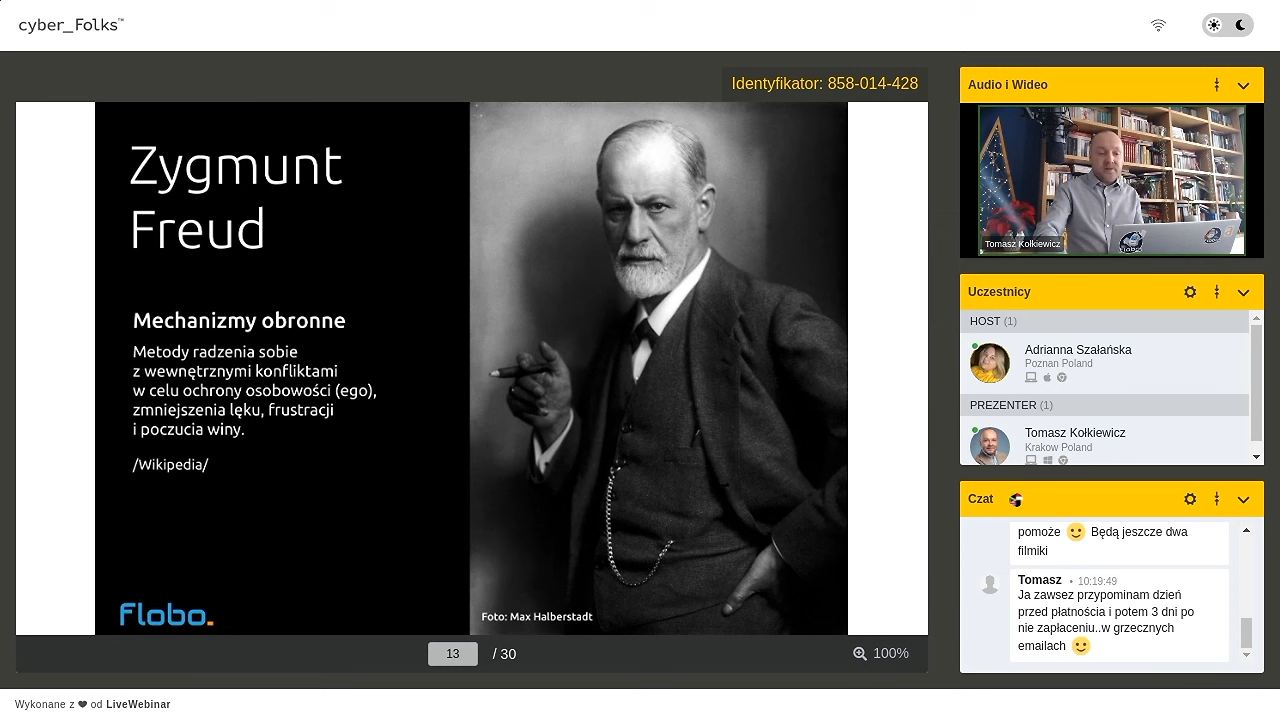 cyber_Folks™
Identyfikator: 858-014-428
Zygmunt
Freud
Mechanizmy obronne
Metody radzenia sobie
z wewnętrznymi konfliktami
w celu ochrony osobowości (ego),
zmniejszenia lęku, frustracji
i poczucia winy.
/Wikipedia/
Flobo.
Foto: Max Halberstadt
13 / 30
100%
Audio i Wideo
Tomasz Kołkiewicz
Uczestnicy
HOST (1)
Adrianna Szałańska
Poznan Poland
PREZENTER (1)
Tomasz Kołkiewicz
Krakow Poland
Czat
pomoże 🙂 Będą jeszcze dwa
filmiki
Tomasz • 10:19:49
Ja zawsez przypominam dzień
przed płatnościa i potem 3 dni po
nie zapłaceniu..w grzecznych
emailach 🙂
Wykonane z ❤ od LiveWebinar